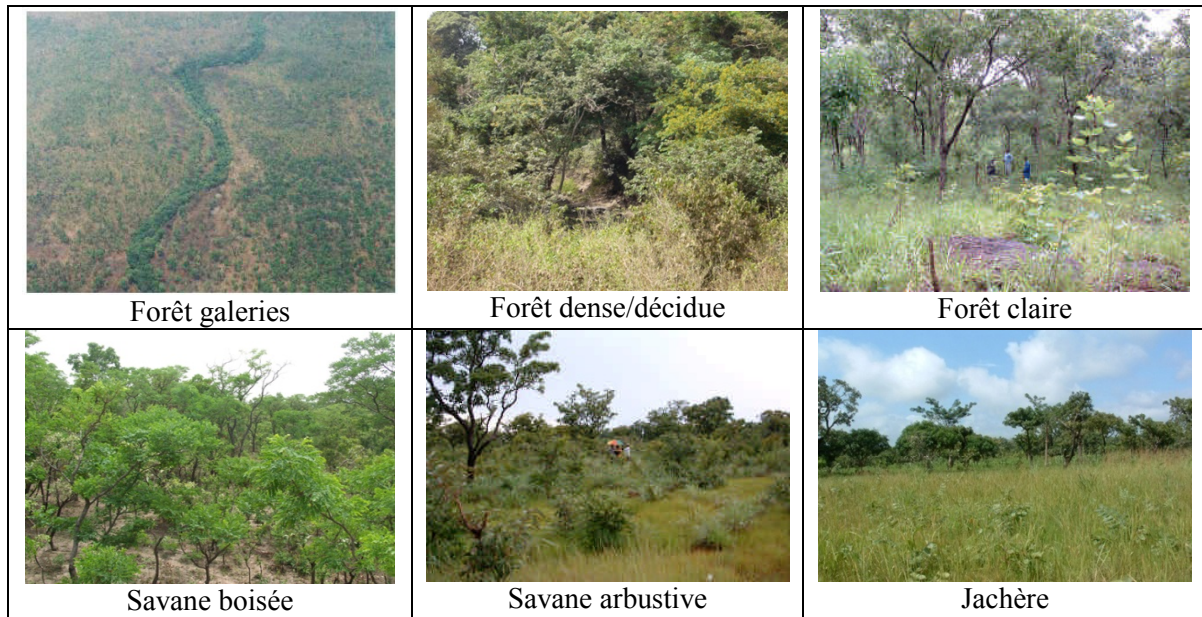 Forêt galeries
Forêt dense/décidue
Forêt claire
Savane boisée
Savane arbustive
Jachère